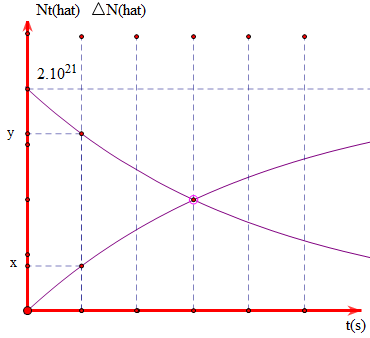 Nt(hat) △N(hat)
2.10²¹
y
x
t(s)